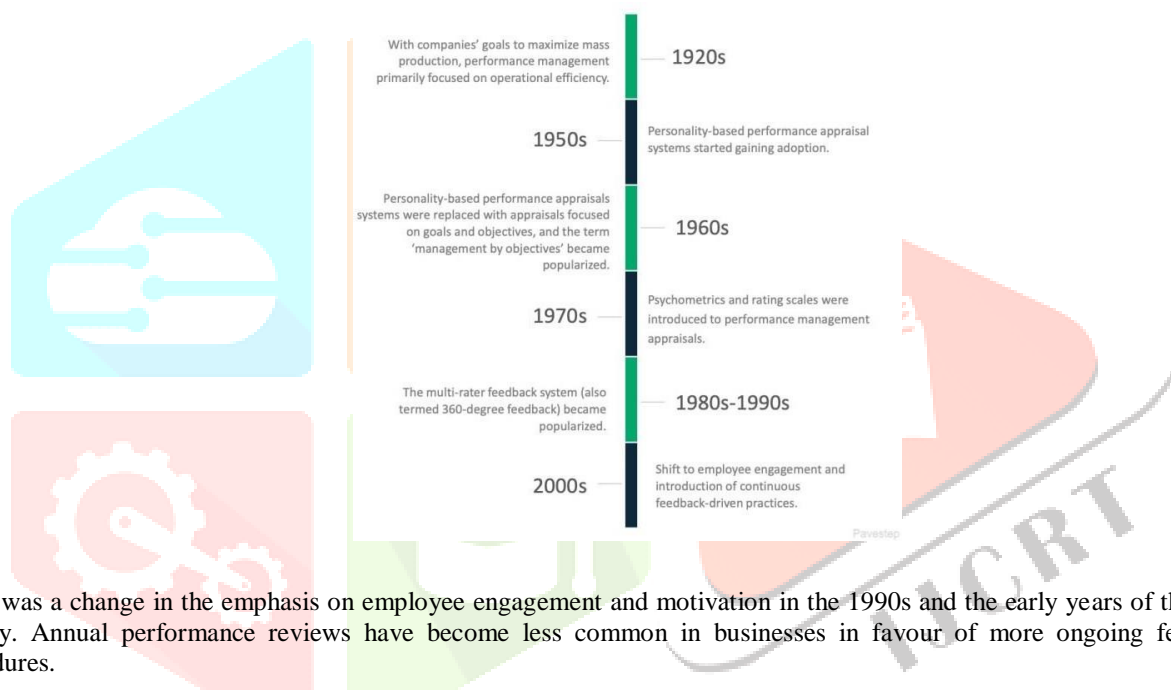 With companies' goals to maximize mass
production, performance management
primarily focused on operational efficiency.
1920s
1950s
Personality-based performance appraisal
systems started gaining adoption.
Personality-based performance appraisals
systems were replaced with appraisals focused
on goals and objectives, and the term
'management by objectives' became
popularized.
1960s
1970s
Psychometrics and rating scales were
introduced to performance management
appraisals.
The multi-rater feedback system (also
termed 360-degree feedback) became
popularized.
1980s-1990s
2000s
Shift to employee engagement and
introduction of continuous
feedback-driven practices.
Pavestep
IJCRT
was a change in the emphasis on employee engagement and motivation in the 1990s and the early years of
Annual performance reviews have become less common in businesses in favour of more ongoing